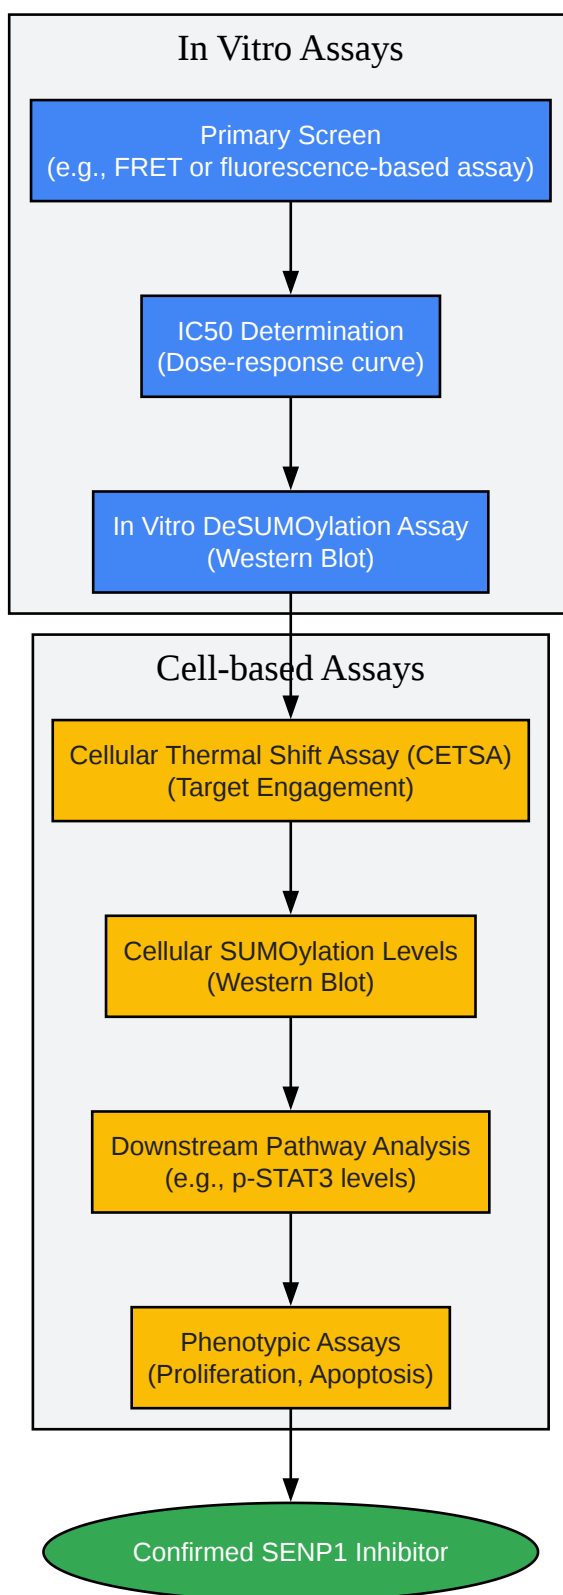 In Vitro Assays
Primary Screen
(e.g., FRET or fluorescence-based assay)
IC50 Determination
(Dose-response curve)
In Vitro DeSUMOylation Assay
(Western Blot)
Cell-based Assays
Cellular Thermal Shift Assay (CETSA)
(Target Engagement)
Cellular SUMOylation Levels
(Western Blot)
Downstream Pathway Analysis
(e.g., p-STAT3 levels)
Phenotypic Assays
(Proliferation, Apoptosis)
Confirmed SENP1 Inhibitor